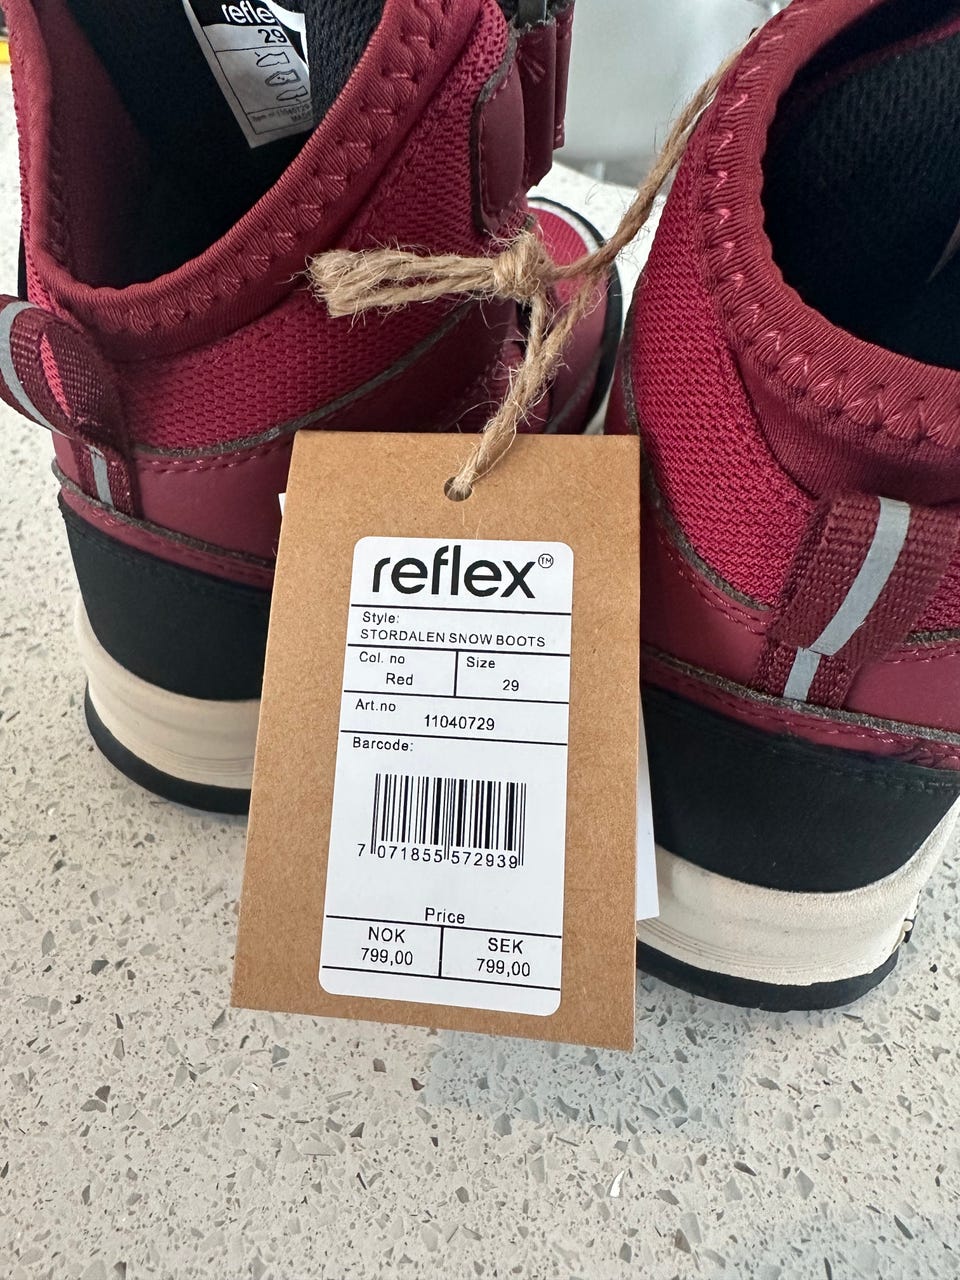 reflex
29
reflex™
Style:
STORDALEN SNOW BOOTS
Col. no
Red
Size
29
Art.no
11040729
Barcode:
7 071855 572939
Price
NOK
799,00
SEK
799,00